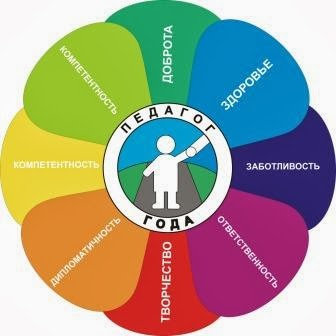 ПЕДАГОГ
ГОДА
ДОБРОТА
ЗДОРОВЬЕ
ЗАБОТЛИВОСТЬ
ОТВЕТСТВЕННОСТЬ
ТВОРЧЕСТВО
ДИПЛОМАТИЧНОСТЬ
КОМПЕТЕНТНОСТЬ
КОМПЕТЕНТНОСТЬ